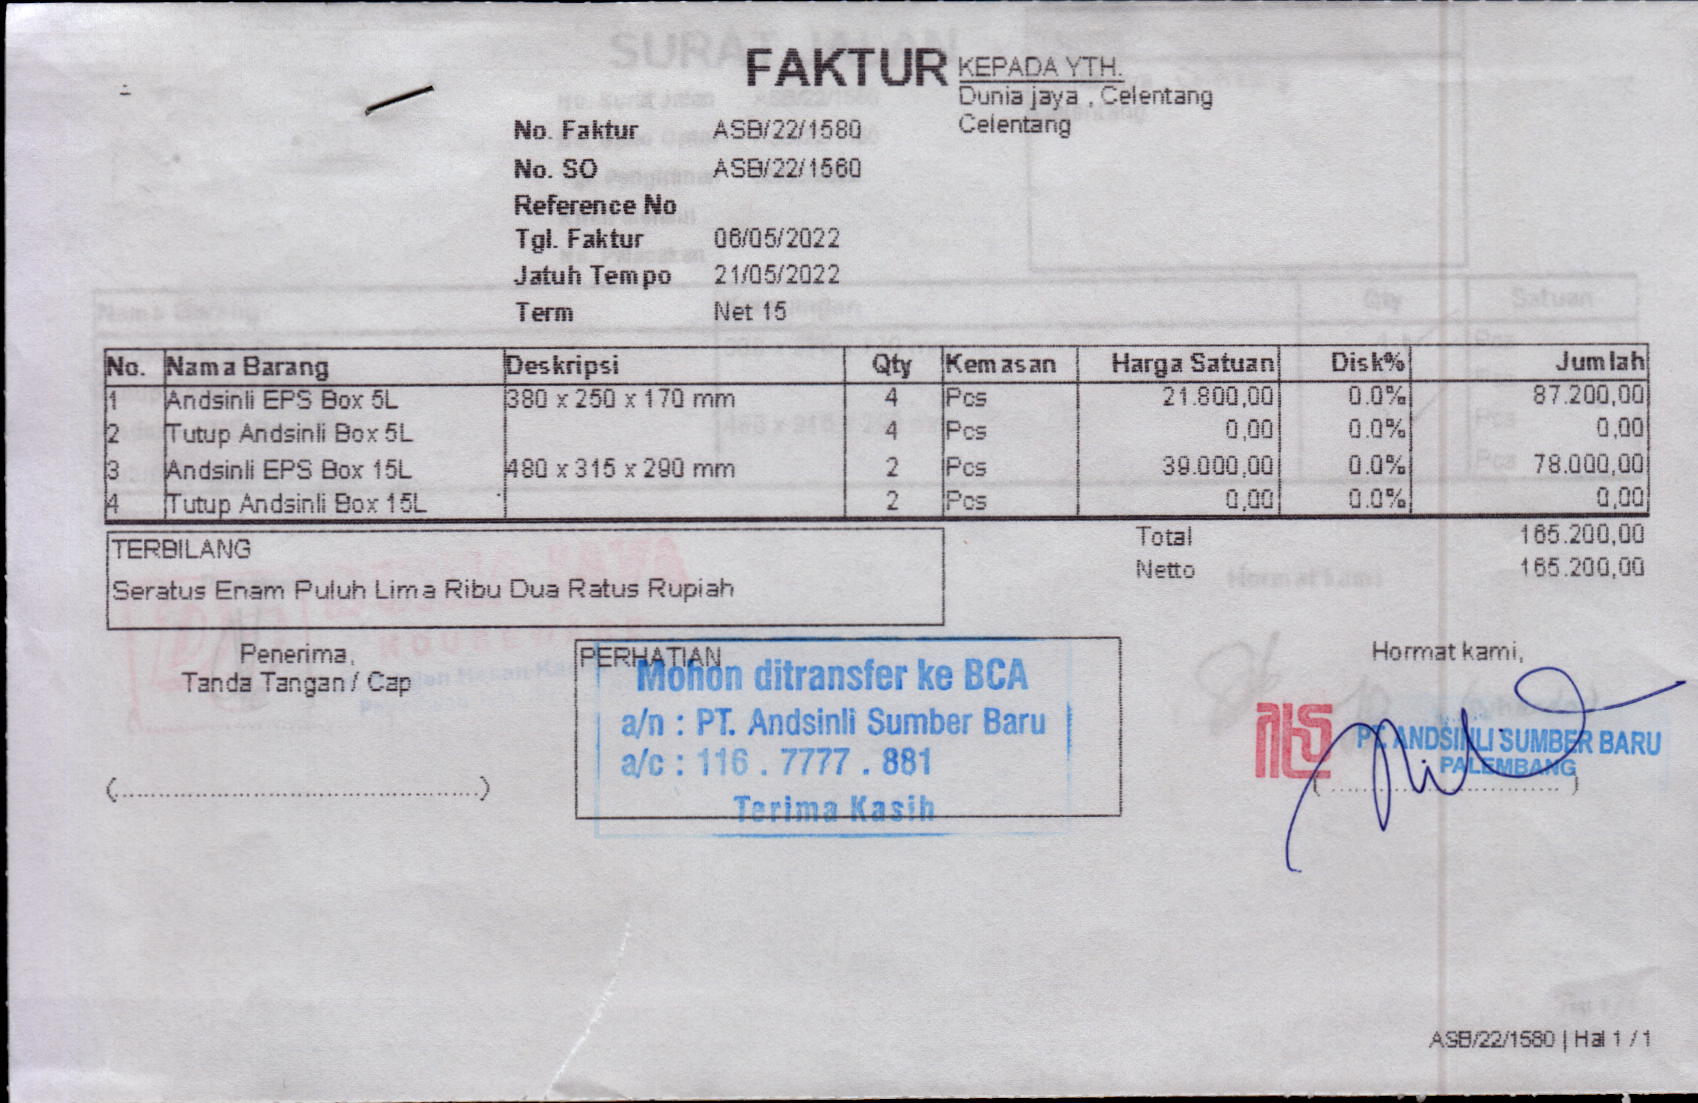 FAKTUR
KEPADA YTH.
Dunia jaya , Celentang
Celentang
No. Faktur ASB/22/1580
No. SO ASB/22/1560
Reference No
Tgl. Faktur 06/05/2022
Jatuh Tempo 21/05/2022
Term Net 15
No. Nama Barang Deskripsi Qty Kemasan Harga Satuan Disk% Jumlah
1 Andsinli EPS Box 5L 380 x 250 x 170 mm 4 Pcs 21.800,00 0.0% 87.200,00
2 Tutup Andsinli Box 5L 4 Pcs 0,00 0.0% 0,00
3 Andsinli EPS Box 15L 480 x 315 x 290 mm 2 Pcs 39.000,00 0.0% 78.000,00
4 Tutup Andsinli Box 15L 2 Pcs 0,00 0.0% 0,00
Total 165.200,00
Netto 165.200,00
TERBILANG
Seratus Enam Puluh Lima Ribu Dua Ratus Rupiah
Penerima,
Tanda Tangan / Cap
(........................................)
PERHATIAN
Mohon ditransfer ke BCA
a/n : PT. Andsinli Sumber Baru
a/c : 116 . 7777 . 881
Terima Kasih
Hormat kami,
PT. ANDSINLI SUMBER BARU
PALEMBANG
(............................)
ASB/22/1580 | Hal 1 / 1